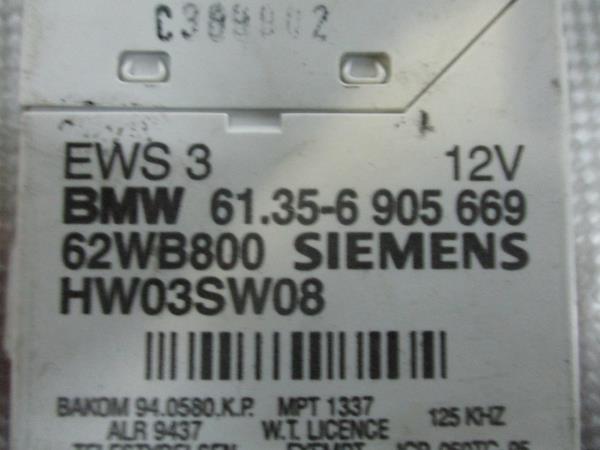 EWS 3 12V
BMW 61.35-6 905 669
62WB800 SIEMENS
HW03SW08
BAKOM 94.0580.K.P. MPT 1337 125 KHZ
ALR 9437 W.T. LICENCE
EXEMPT